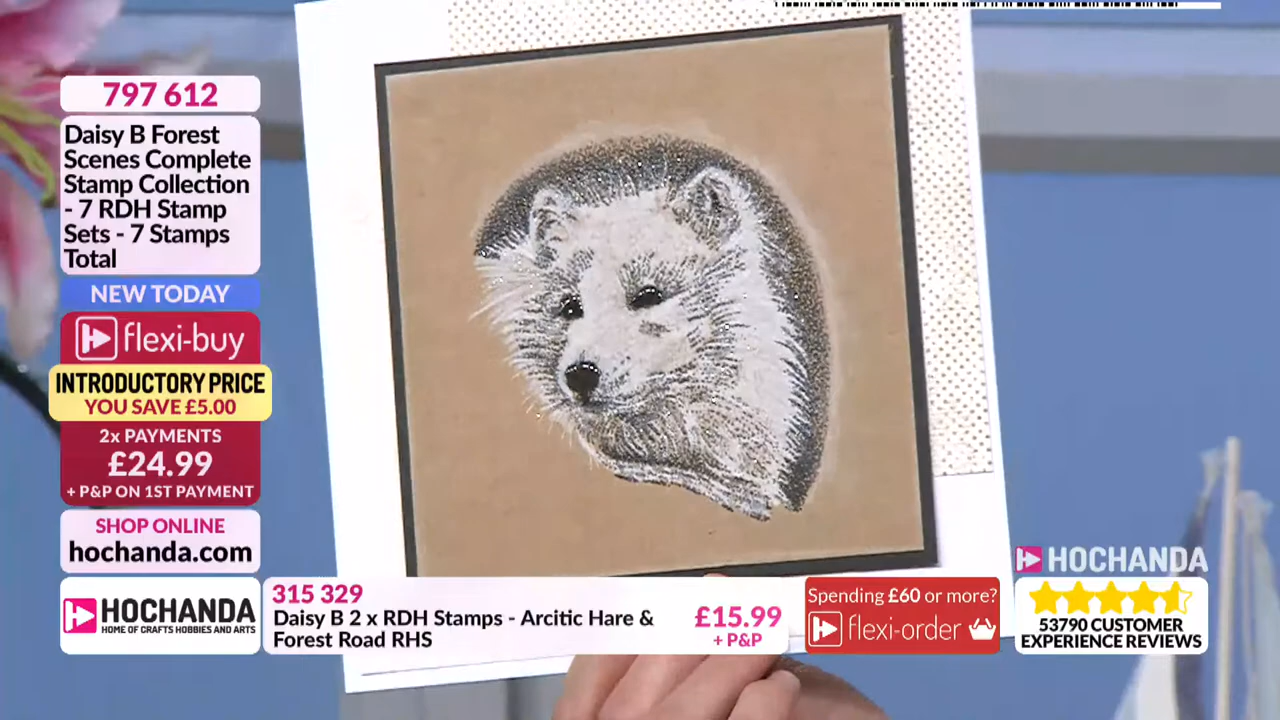 797 612
Daisy B Forest
Scenes Complete
Stamp Collection
- 7 RDH Stamp
Sets - 7 Stamps
Total
NEW TODAY
flexi-buy
INTRODUCTORY PRICE
YOU SAVE £5.00
2x PAYMENTS
£24.99
+ P&P ON 1ST PAYMENT
SHOP ONLINE
hochanda.com
HOCHANDA
HOME OF CRAFTS HOBBIES AND ARTS
315 329
Daisy B 2 x RDH Stamps - Arcitic Hare &
Forest Road RHS
£15.99
+ P&P
Spending £60 or more?
flexi-order
HOCHANDA
53790 CUSTOMER
EXPERIENCE REVIEWS